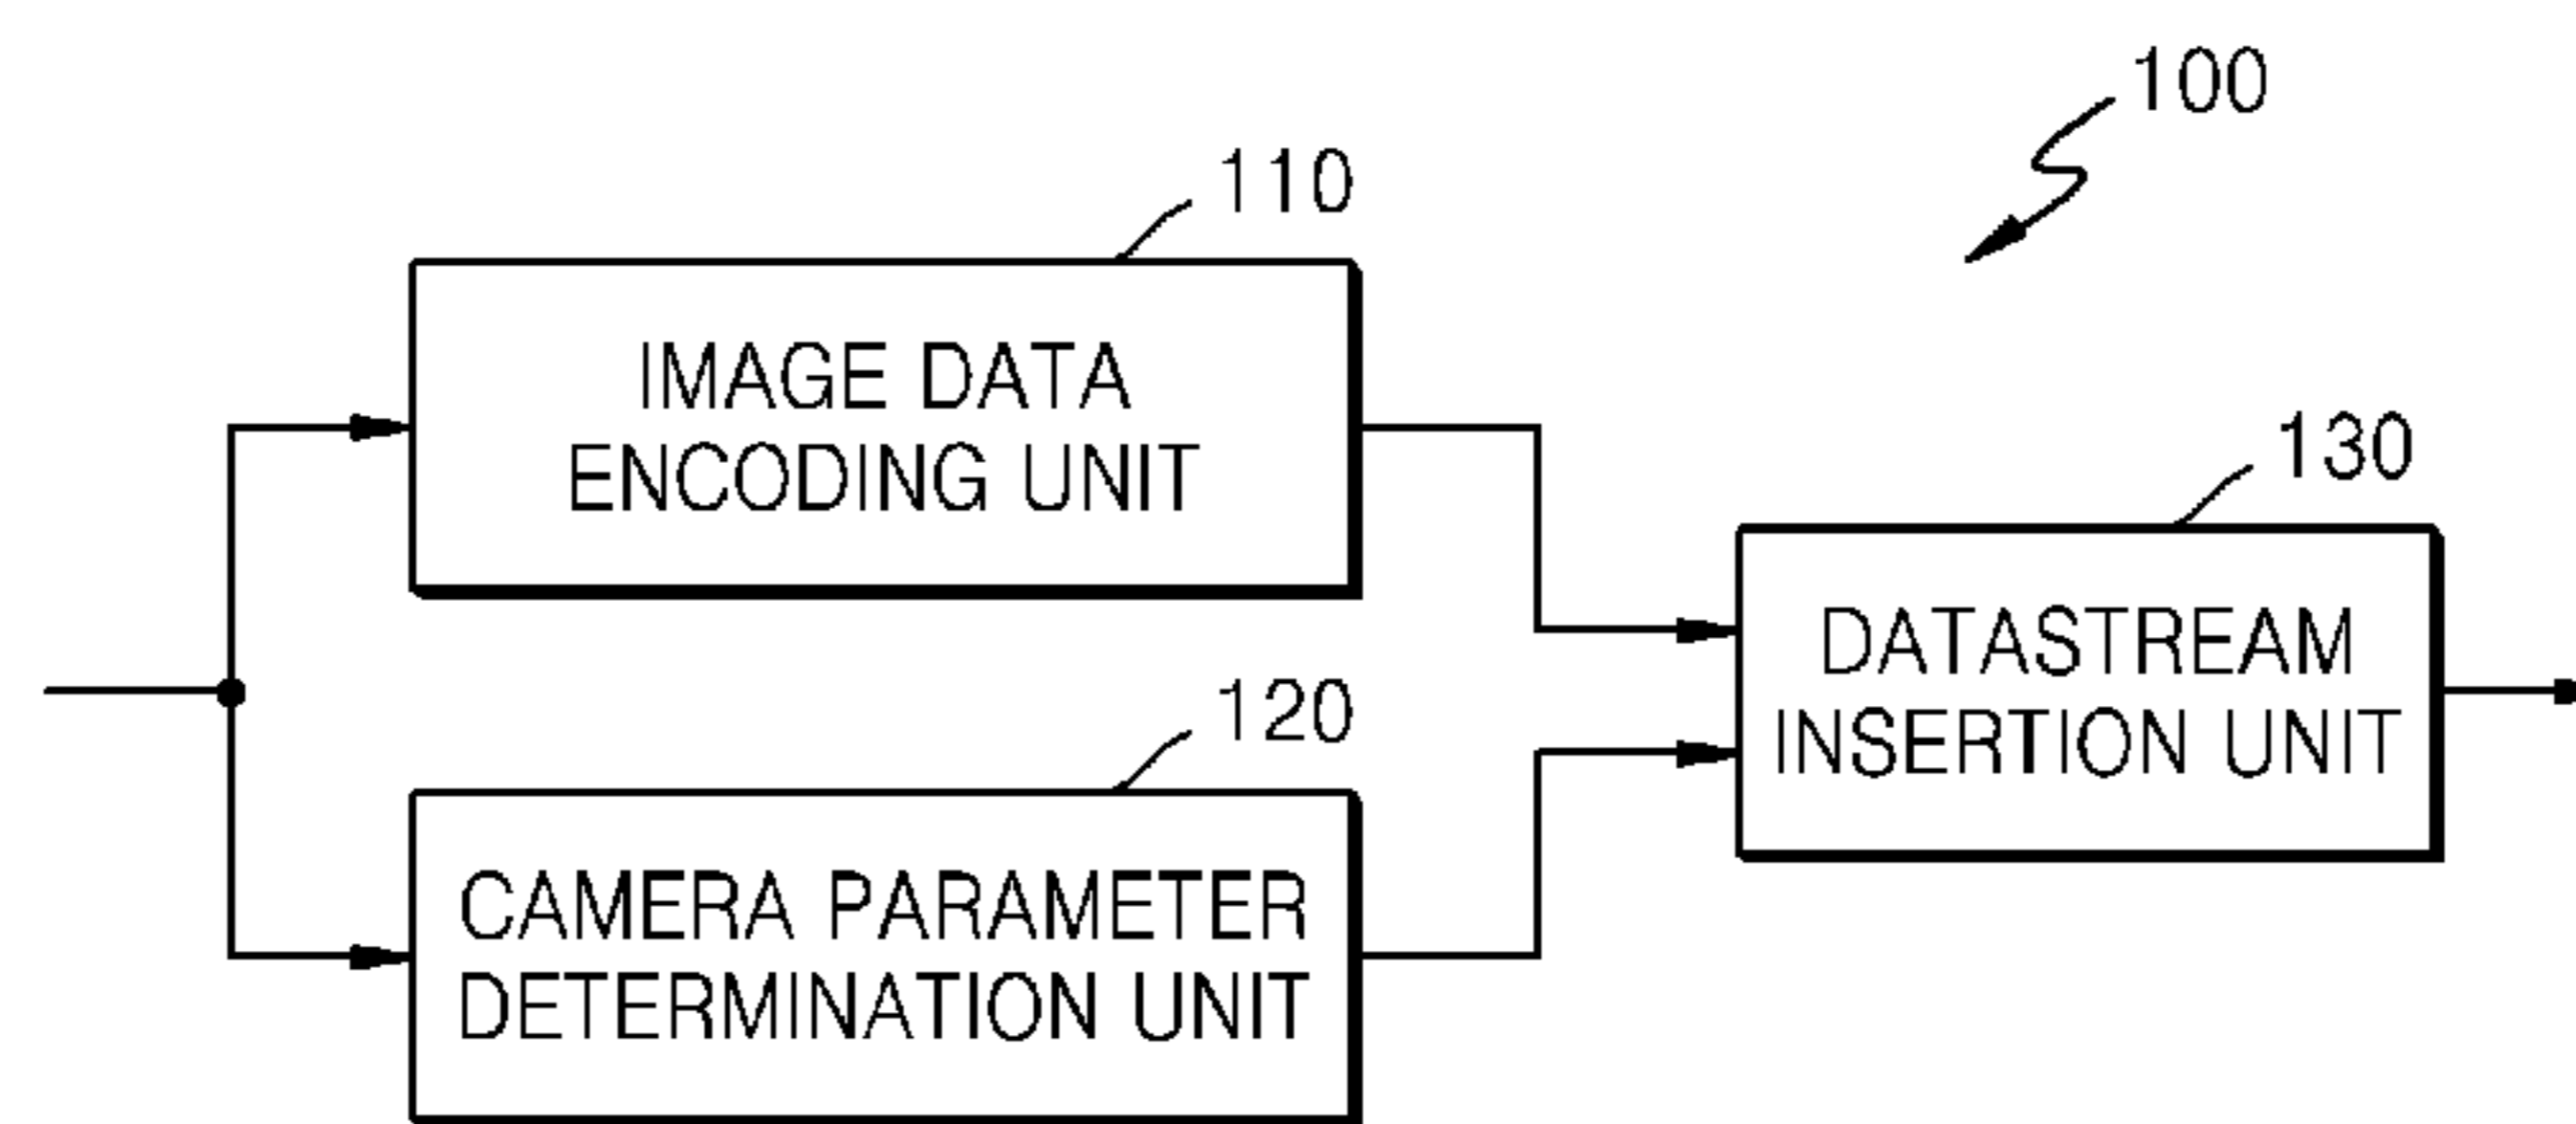 100
110
IMAGE DATA
ENCODING UNIT
130
DATASTREAM
INSERTION UNIT
120
CAMERA PARAMETER
DETERMINATION UNIT